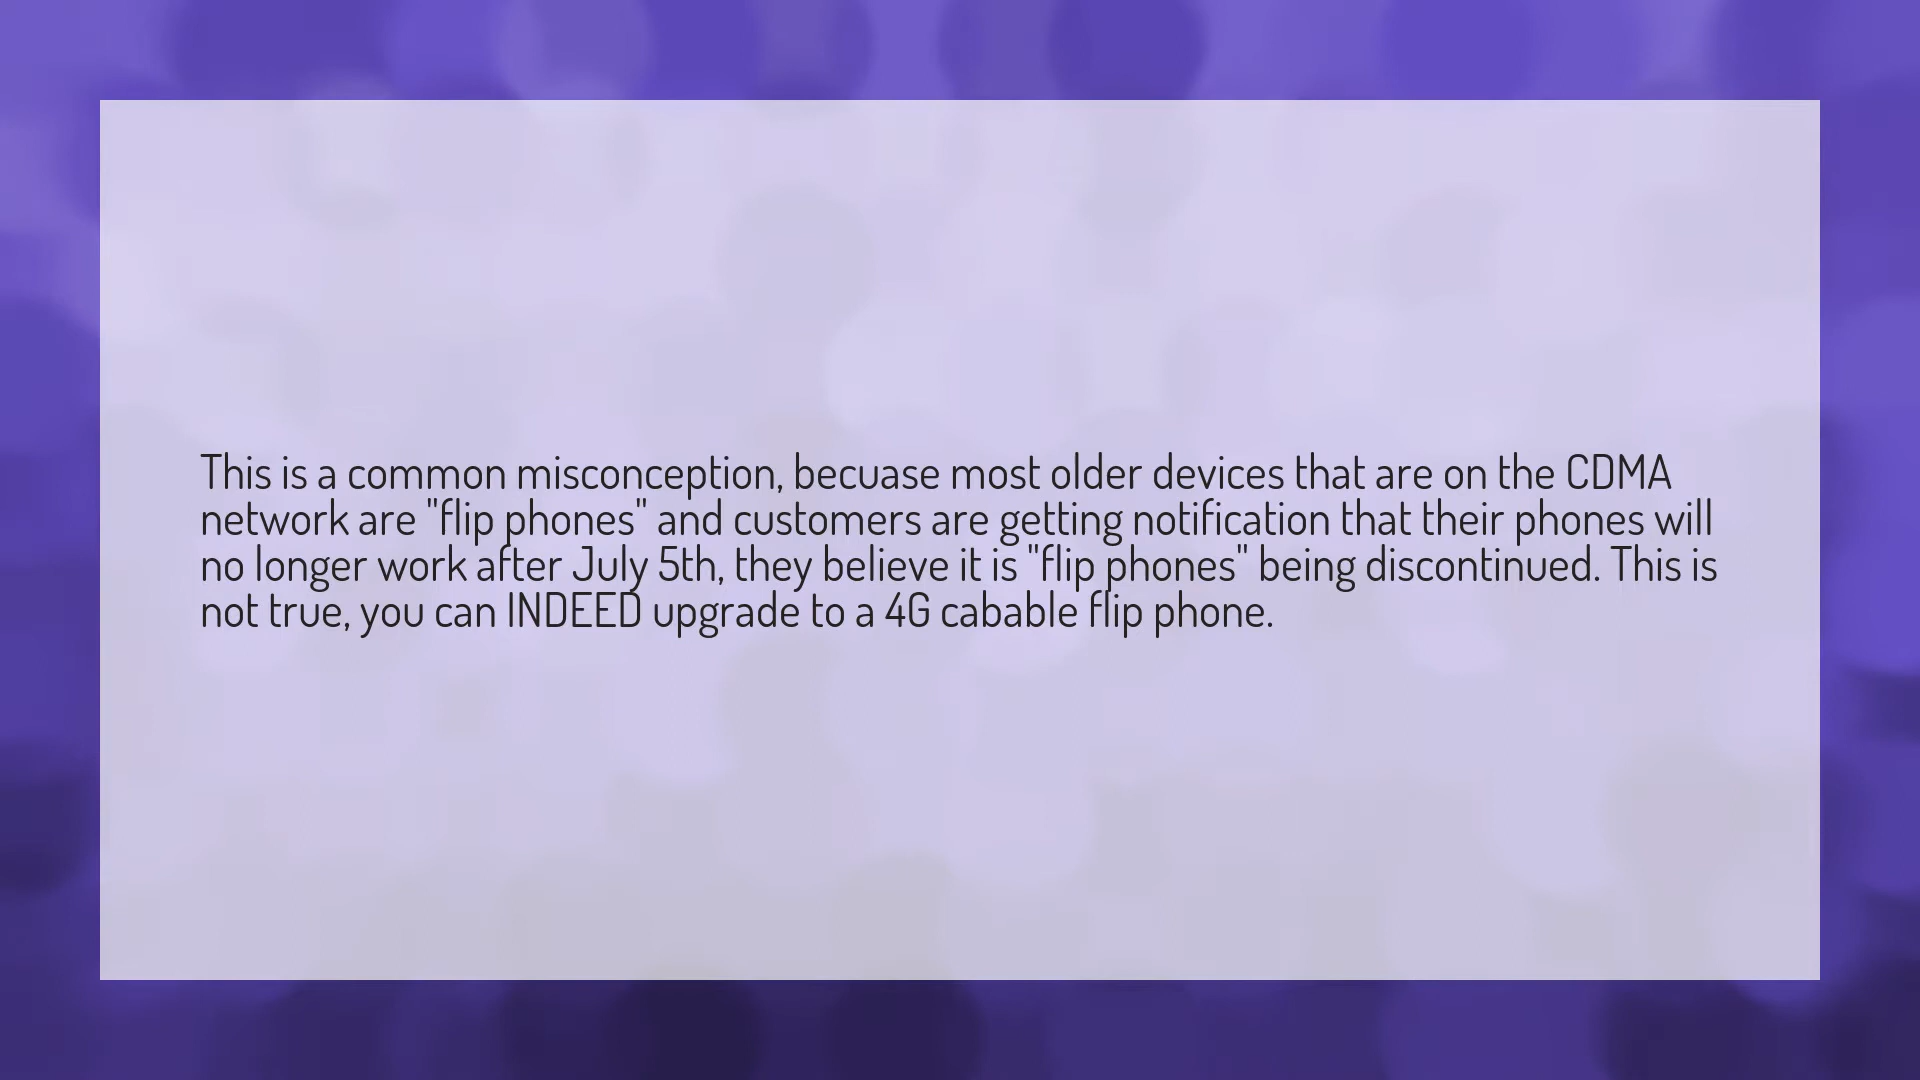 This is a common misconception, becuase most older devices that are on the CDMA
network are "flip phones" and customers are getting notification that their phones will
no longer work after July 5th, they believe it is "flip phones" being discontinued. This is
not true, you can INDEED upgrade to a 4G cabable flip phone.